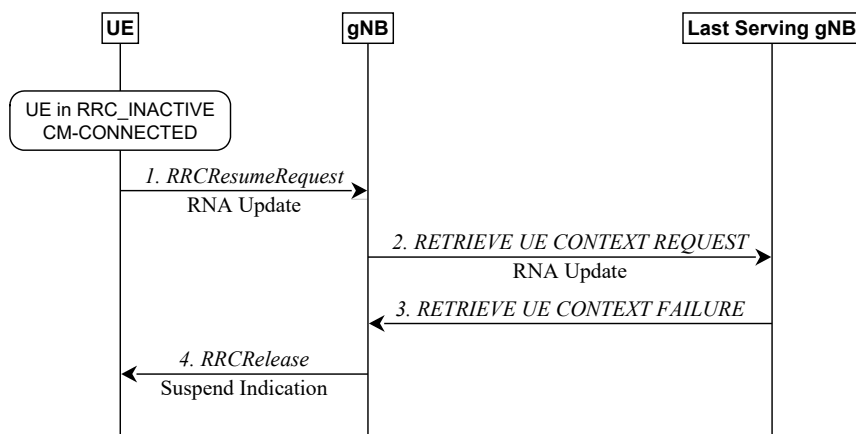 UE
gNB
Last Serving gNB
UE in RRC_INACTIVE
CM-CONNECTED
1. RRCResumeRequest
RNA Update
2. RETRIEVE UE CONTEXT REQUEST
RNA Update
3. RETRIEVE UE CONTEXT FAILURE
4. RRCRelease
Suspend Indication